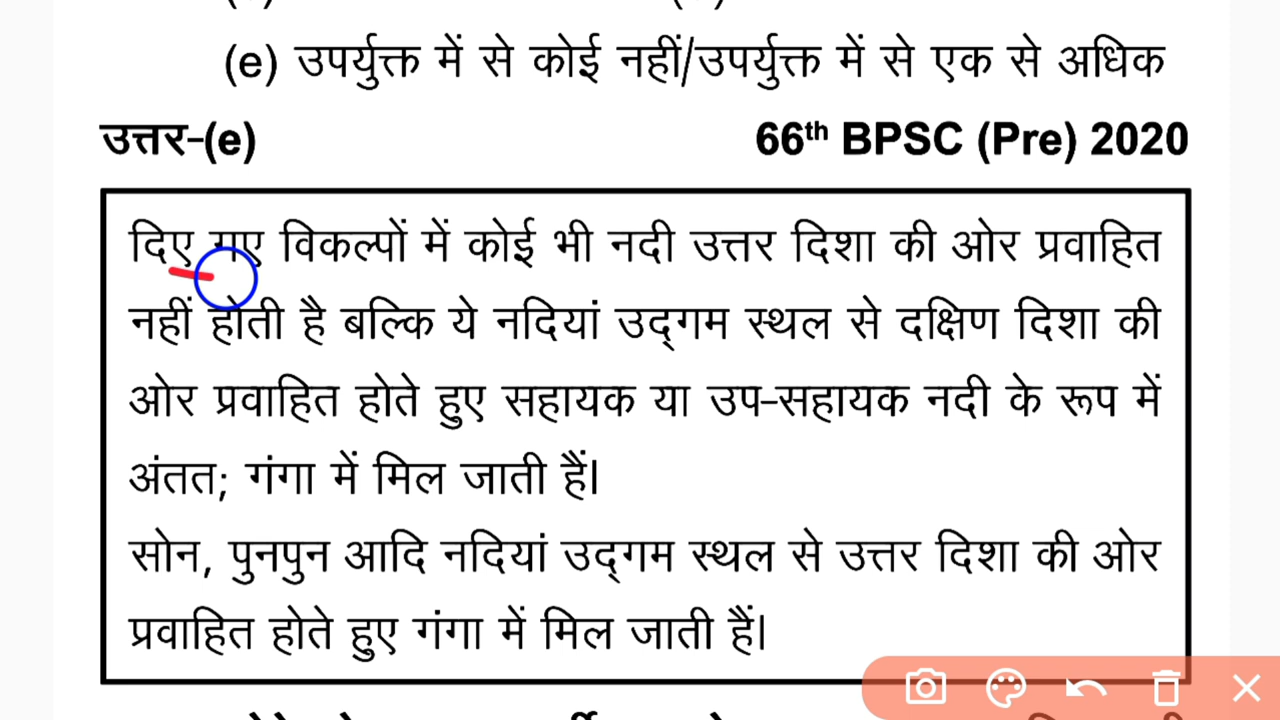 (e) उपर्युक्त में से कोई नहीं/उपर्युक्त में से एक से अधिक
उत्तर-(e) 66th BPSC (Pre) 2020
दिए गए विकल्पों में कोई भी नदी उत्तर दिशा की ओर प्रवाहित
नहीं होती है बल्कि ये नदियां उद्गम स्थल से दक्षिण दिशा की
ओर प्रवाहित होते हुए सहायक या उप-सहायक नदी के रूप में
अंतत; गंगा में मिल जाती हैं।
सोन, पुनपुन आदि नदियां उद्गम स्थल से उत्तर दिशा की ओर
प्रवाहित होते हुए गंगा में मिल जाती हैं।